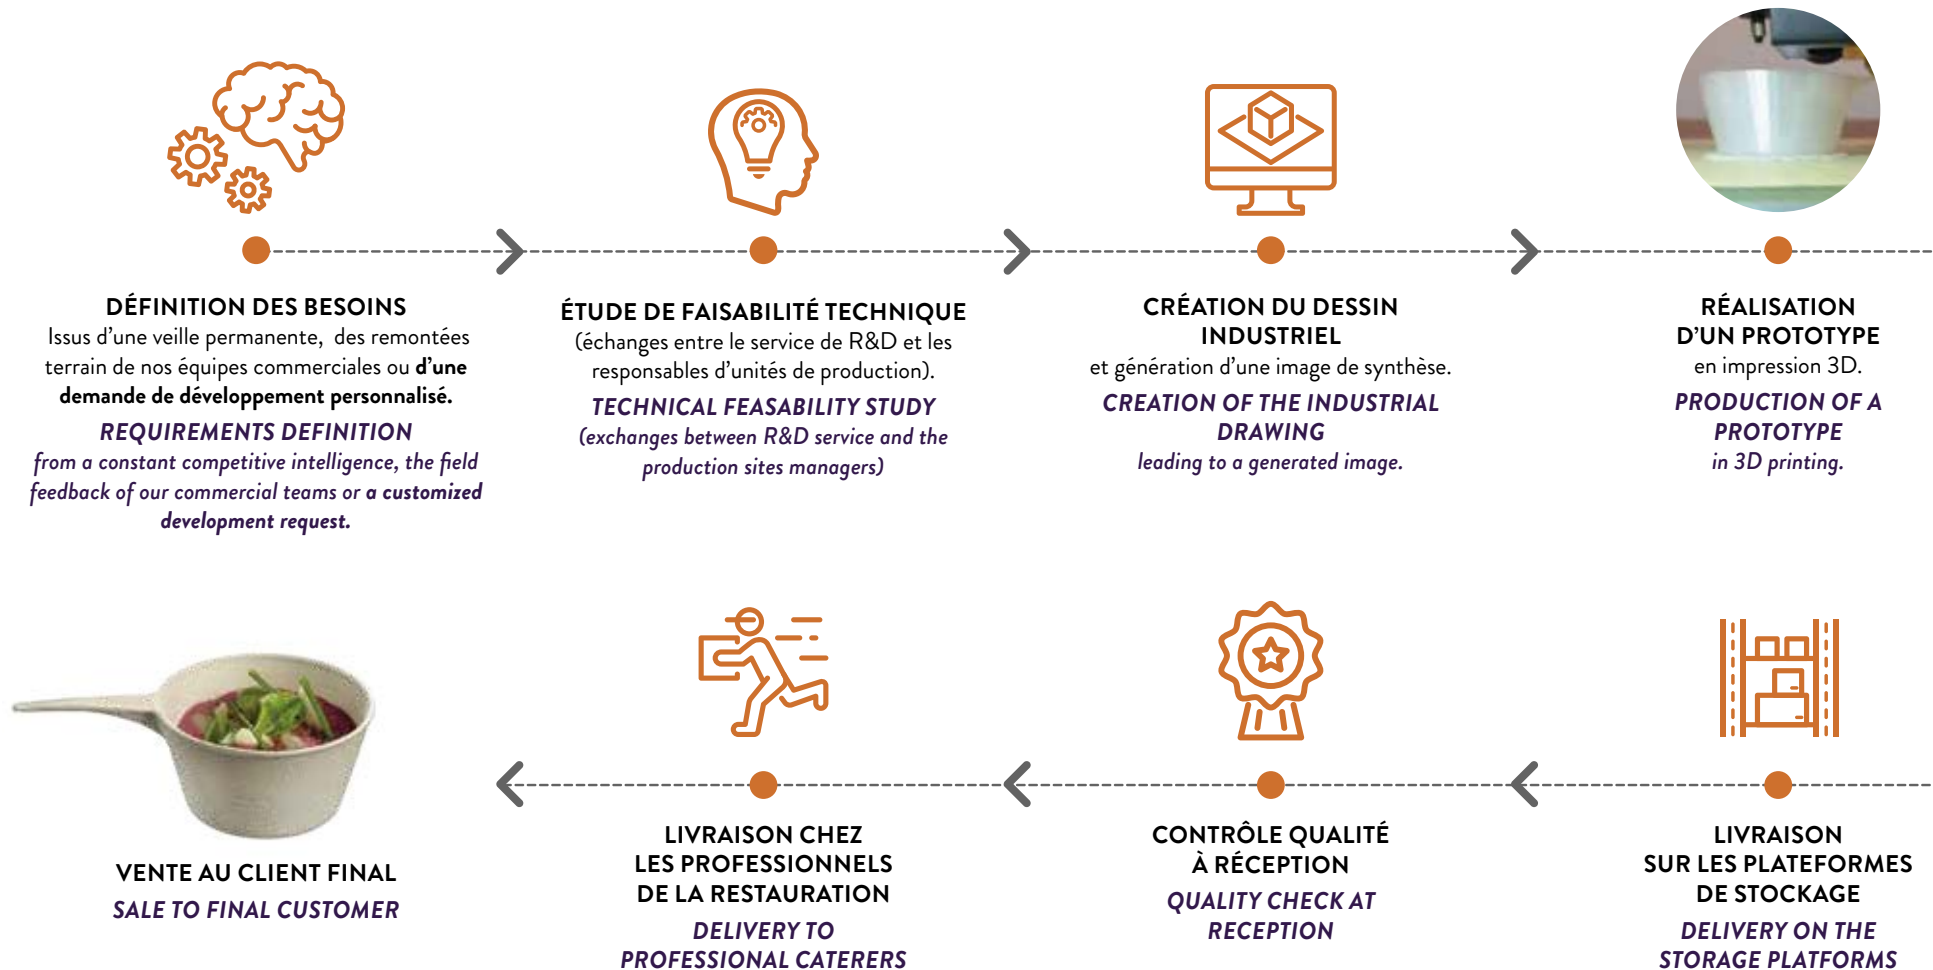 DÉFINITION DES BESOINS
Issus d'une veille permanente, des remontées
terrain de nos équipes commerciales ou d'une
demande de développement personnalisé.
REQUIREMENTS DEFINITION
from a constant competitive intelligence, the field
feedback of our commercial teams or a customized
development request.
ÉTUDE DE FAISABILITÉ TECHNIQUE
(échanges entre le service de R&D et les
responsables d'unités de production).
TECHNICAL FEASABILITY STUDY
(exchanges between R&D service and the
production sites managers)
CRÉATION DU DESSIN
INDUSTRIEL
et génération d'une image de synthèse.
CREATION OF THE INDUSTRIAL
DRAWING
leading to a generated image.
RÉALISATION
D'UN PROTOTYPE
en impression 3D.
PRODUCTION OF A
PROTOTYPE
in 3D printing.
VENTE AU CLIENT FINAL
SALE TO FINAL CUSTOMER
LIVRAISON CHEZ
LES PROFESSIONNELS
DE LA RESTAURATION
DELIVERY TO
PROFESSIONAL CATERERS
CONTRÔLE QUALITÉ
À RÉCEPTION
QUALITY CHECK AT
RECEPTION
LIVRAISON
SUR LES PLATEFORMES
DE STOCKAGE
DELIVERY ON THE
STORAGE PLATFORMS